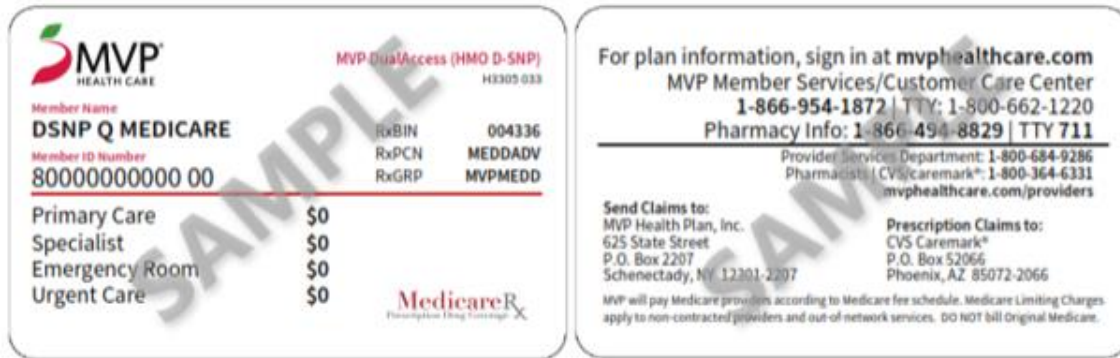 MVP®
HEALTH CARE
MVP DualAccess (HMO D-SNP)
H3305 033
Member Name
DSNP Q MEDICARE
Member ID Number
80000000000 00
RxBIN 004336
RxPCN MEDDADV
RxGRP MVPMEDD
Primary Care $0
Specialist $0
Emergency Room $0
Urgent Care $0
MedicareRx
Prescription Drug Coverage
SAMPLE
For plan information, sign in at mvphealthcare.com
MVP Member Services/Customer Care Center
1-866-954-1872 | TTY: 1-800-662-1220
Pharmacy Info: 1-866-494-8829 | TTY 711
Provider Services Department: 1-800-684-9286
Pharmacists | CVS/caremark®: 1-800-364-6331
mvphealthcare.com/providers
Send Claims to:
MVP Health Plan, Inc.
625 State Street
P.O. Box 2207
Schenectady, NY 12301-2207
Prescription Claims to:
CVS Caremark®
P.O. Box 52066
Phoenix, AZ 85072-2066
MVP will pay Medicare providers according to Medicare fee schedule. Medicare Limiting Charges
apply to non-contracted providers and out-of-network services. DO NOT bill Original Medicare.
SAMPLE